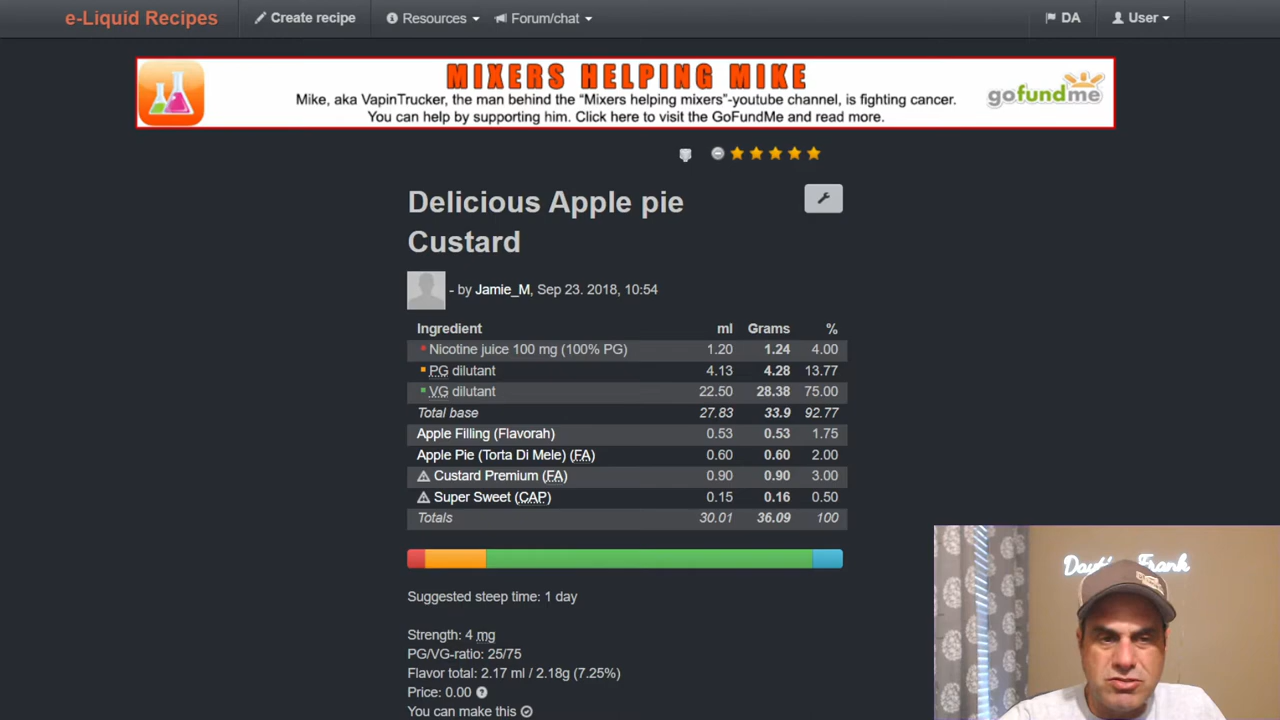 e-Liquid Recipes Create recipe Resources Forum/chat DA User
MIXERS HELPING MIKE
Mike, aka VapinTrucker, the man behind the “Mixers helping mixers”-youtube channel, is fighting cancer.
You can help by supporting him. Click here to visit the GoFundMe and read more.
gofundme
Delicious Apple pie
Custard
- by Jamie_M, Sep 23. 2018, 10:54
Ingredient ml Grams %
Nicotine juice 100 mg (100% PG) 1.20 1.24 4.00
PG dilutant 4.13 4.28 13.77
VG dilutant 22.50 28.38 75.00
Total base 27.83 33.9 92.77
Apple Filling (Flavorah) 0.53 0.53 1.75
Apple Pie (Torta Di Mele) (FA) 0.60 0.60 2.00
Custard Premium (FA) 0.90 0.90 3.00
Super Sweet (CAP) 0.15 0.16 0.50
Totals 30.01 36.09 100
Suggested steep time: 1 day
Strength: 4 mg
PG/VG-ratio: 25/75
Flavor total: 2.17 ml / 2.18g (7.25%)
Price: 0.00
You can make this